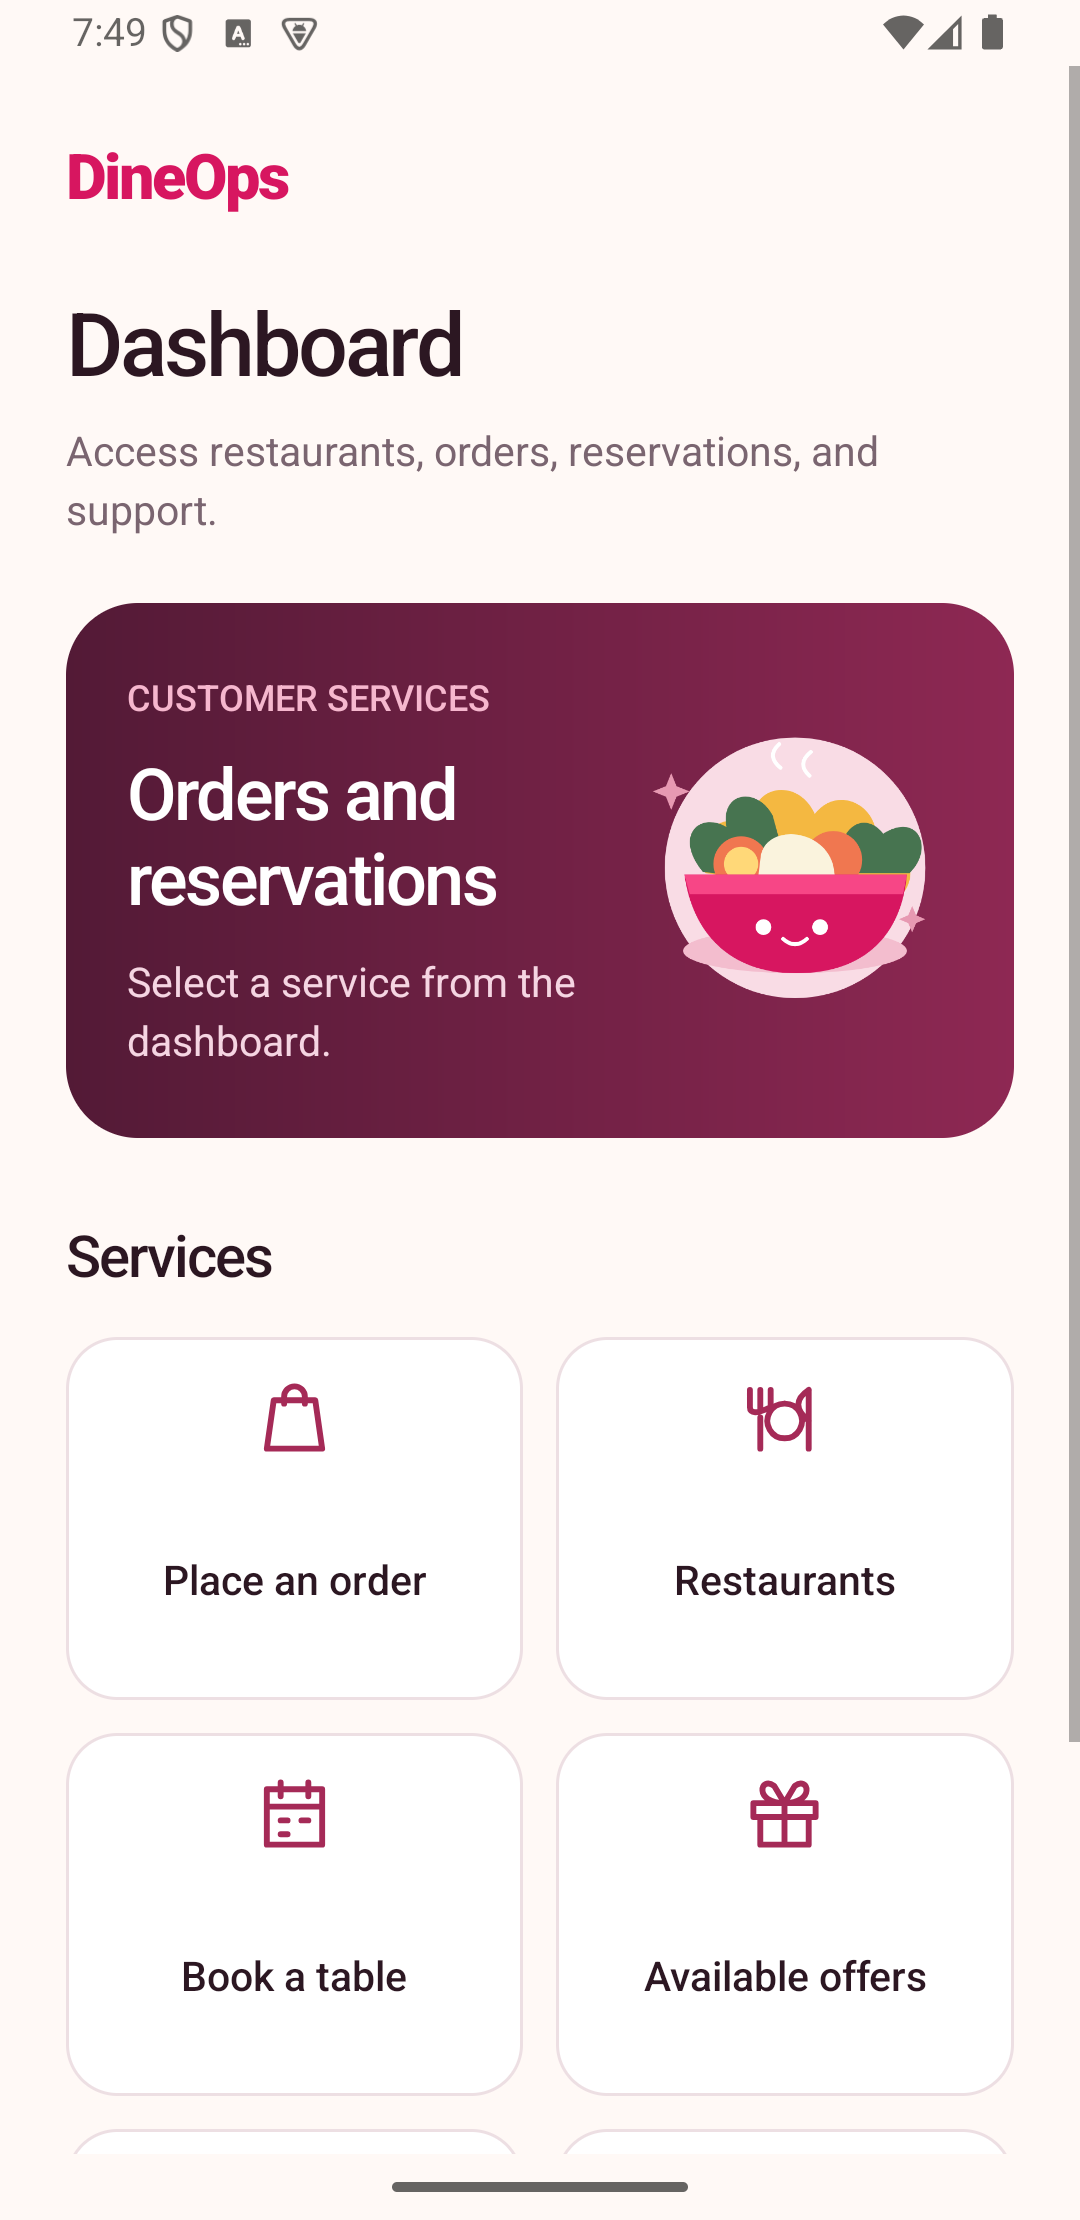 7:49
DineOps
Dashboard
Access restaurants, orders, reservations, and
support.
CUSTOMER SERVICES
Orders and
reservations
Select a service from the
dashboard.
Services
Place an order
Restaurants
Book a table
Available offers